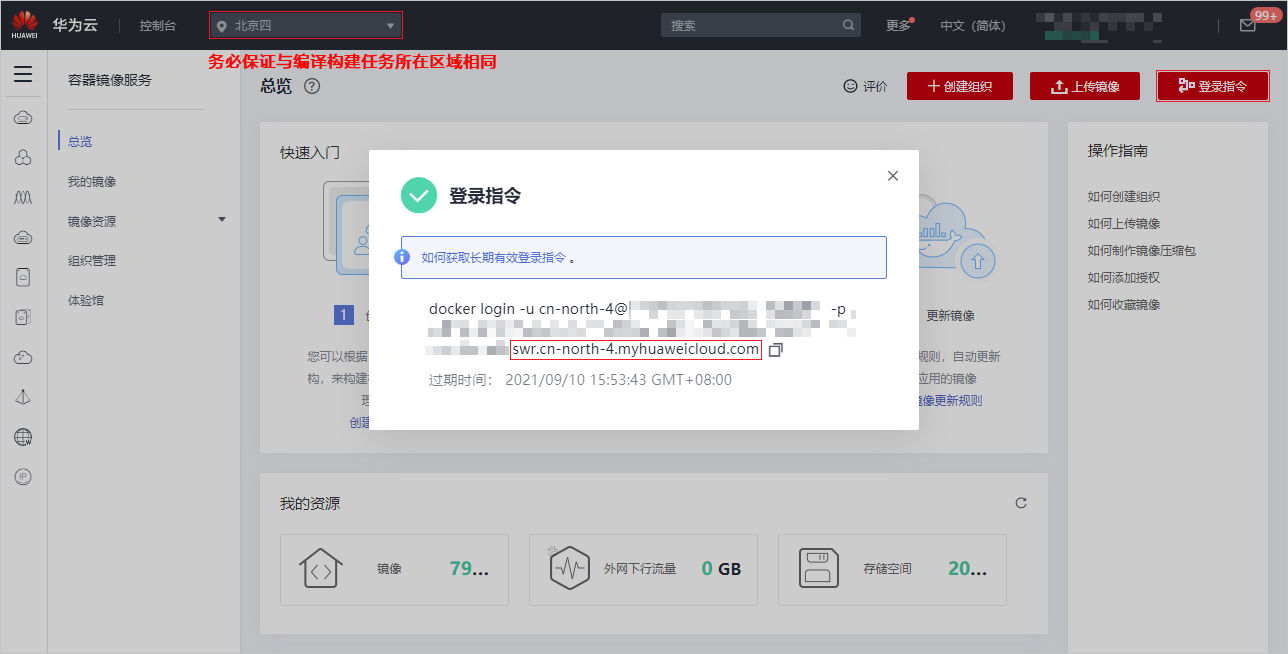 HUAWEI
华为云
控制台
北京四
搜索
更多
中文（简体）
99+
务必保证与编译构建任务所在区域相同
容器镜像服务
总览
我的镜像
镜像资源
组织管理
体验馆
总览 ?
评价
创建组织
上传镜像
登录指令
快速入门
登录指令
如何获取长期有效登录指令 。
docker login -u cn-north-4@
-p
swr.cn-north-4.myhuaweicloud.com
过期时间： 2021/09/10 15:53:43 GMT+08:00
1
更新镜像
您可以根据
规则，自动更新
构，来构建
应用的镜像
像更新规则
创建
操作指南
如何创建组织
如何上传镜像
如何制作镜像压缩包
如何添加授权
如何收藏镜像
我的资源
镜像 79...
外网下行流量 0 GB
存储空间 20...
IP